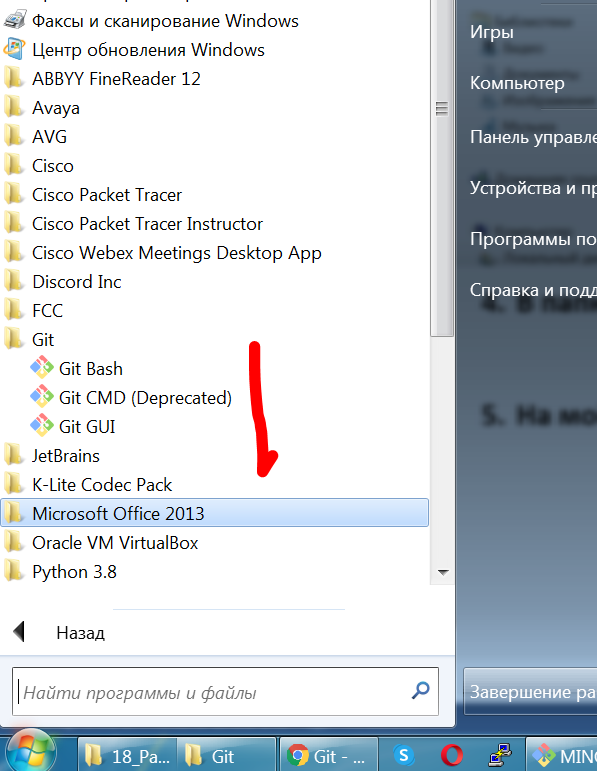 Факсы и сканирование Windows
Центр обновления Windows
ABBYY FineReader 12
Avaya
AVG
Cisco
Cisco Packet Tracer
Cisco Packet Tracer Instructor
Cisco Webex Meetings Desktop App
Discord Inc
FCC
Git
Git Bash
Git CMD (Deprecated)
Git GUI
JetBrains
K-Lite Codec Pack
Microsoft Office 2013
Oracle VM VirtualBox
Python 3.8
Назад
Найти программы и файлы
Игры
Компьютер
Панель управле
Устройства и пр
Программы по
Справка и подд
4. В папк
5. На мо
Завершение ра
18_Pa...
Git
Git - ...
MING